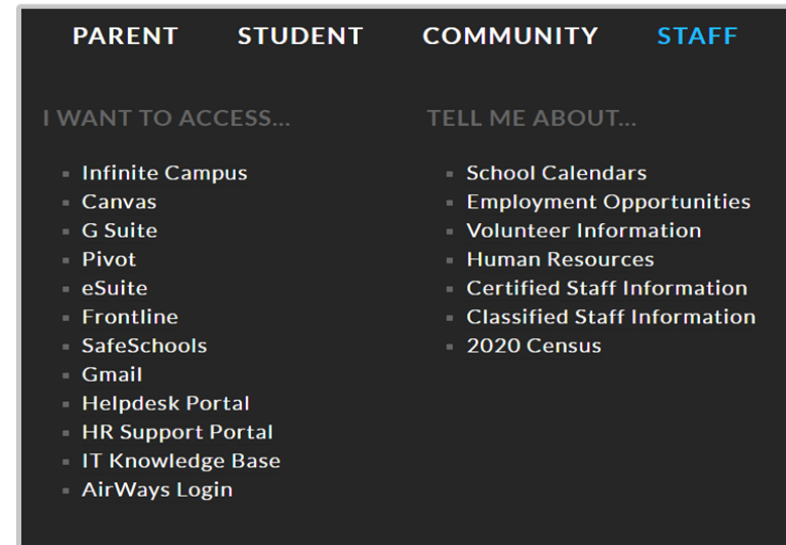 PARENT STUDENT COMMUNITY STAFF
I WANT TO ACCESS...
Infinite Campus
Canvas
G Suite
Pivot
eSuite
Frontline
SafeSchools
Gmail
Helpdesk Portal
HR Support Portal
IT Knowledge Base
AirWays Login
TELL ME ABOUT...
School Calendars
Employment Opportunities
Volunteer Information
Human Resources
Certified Staff Information
Classified Staff Information
2020 Census